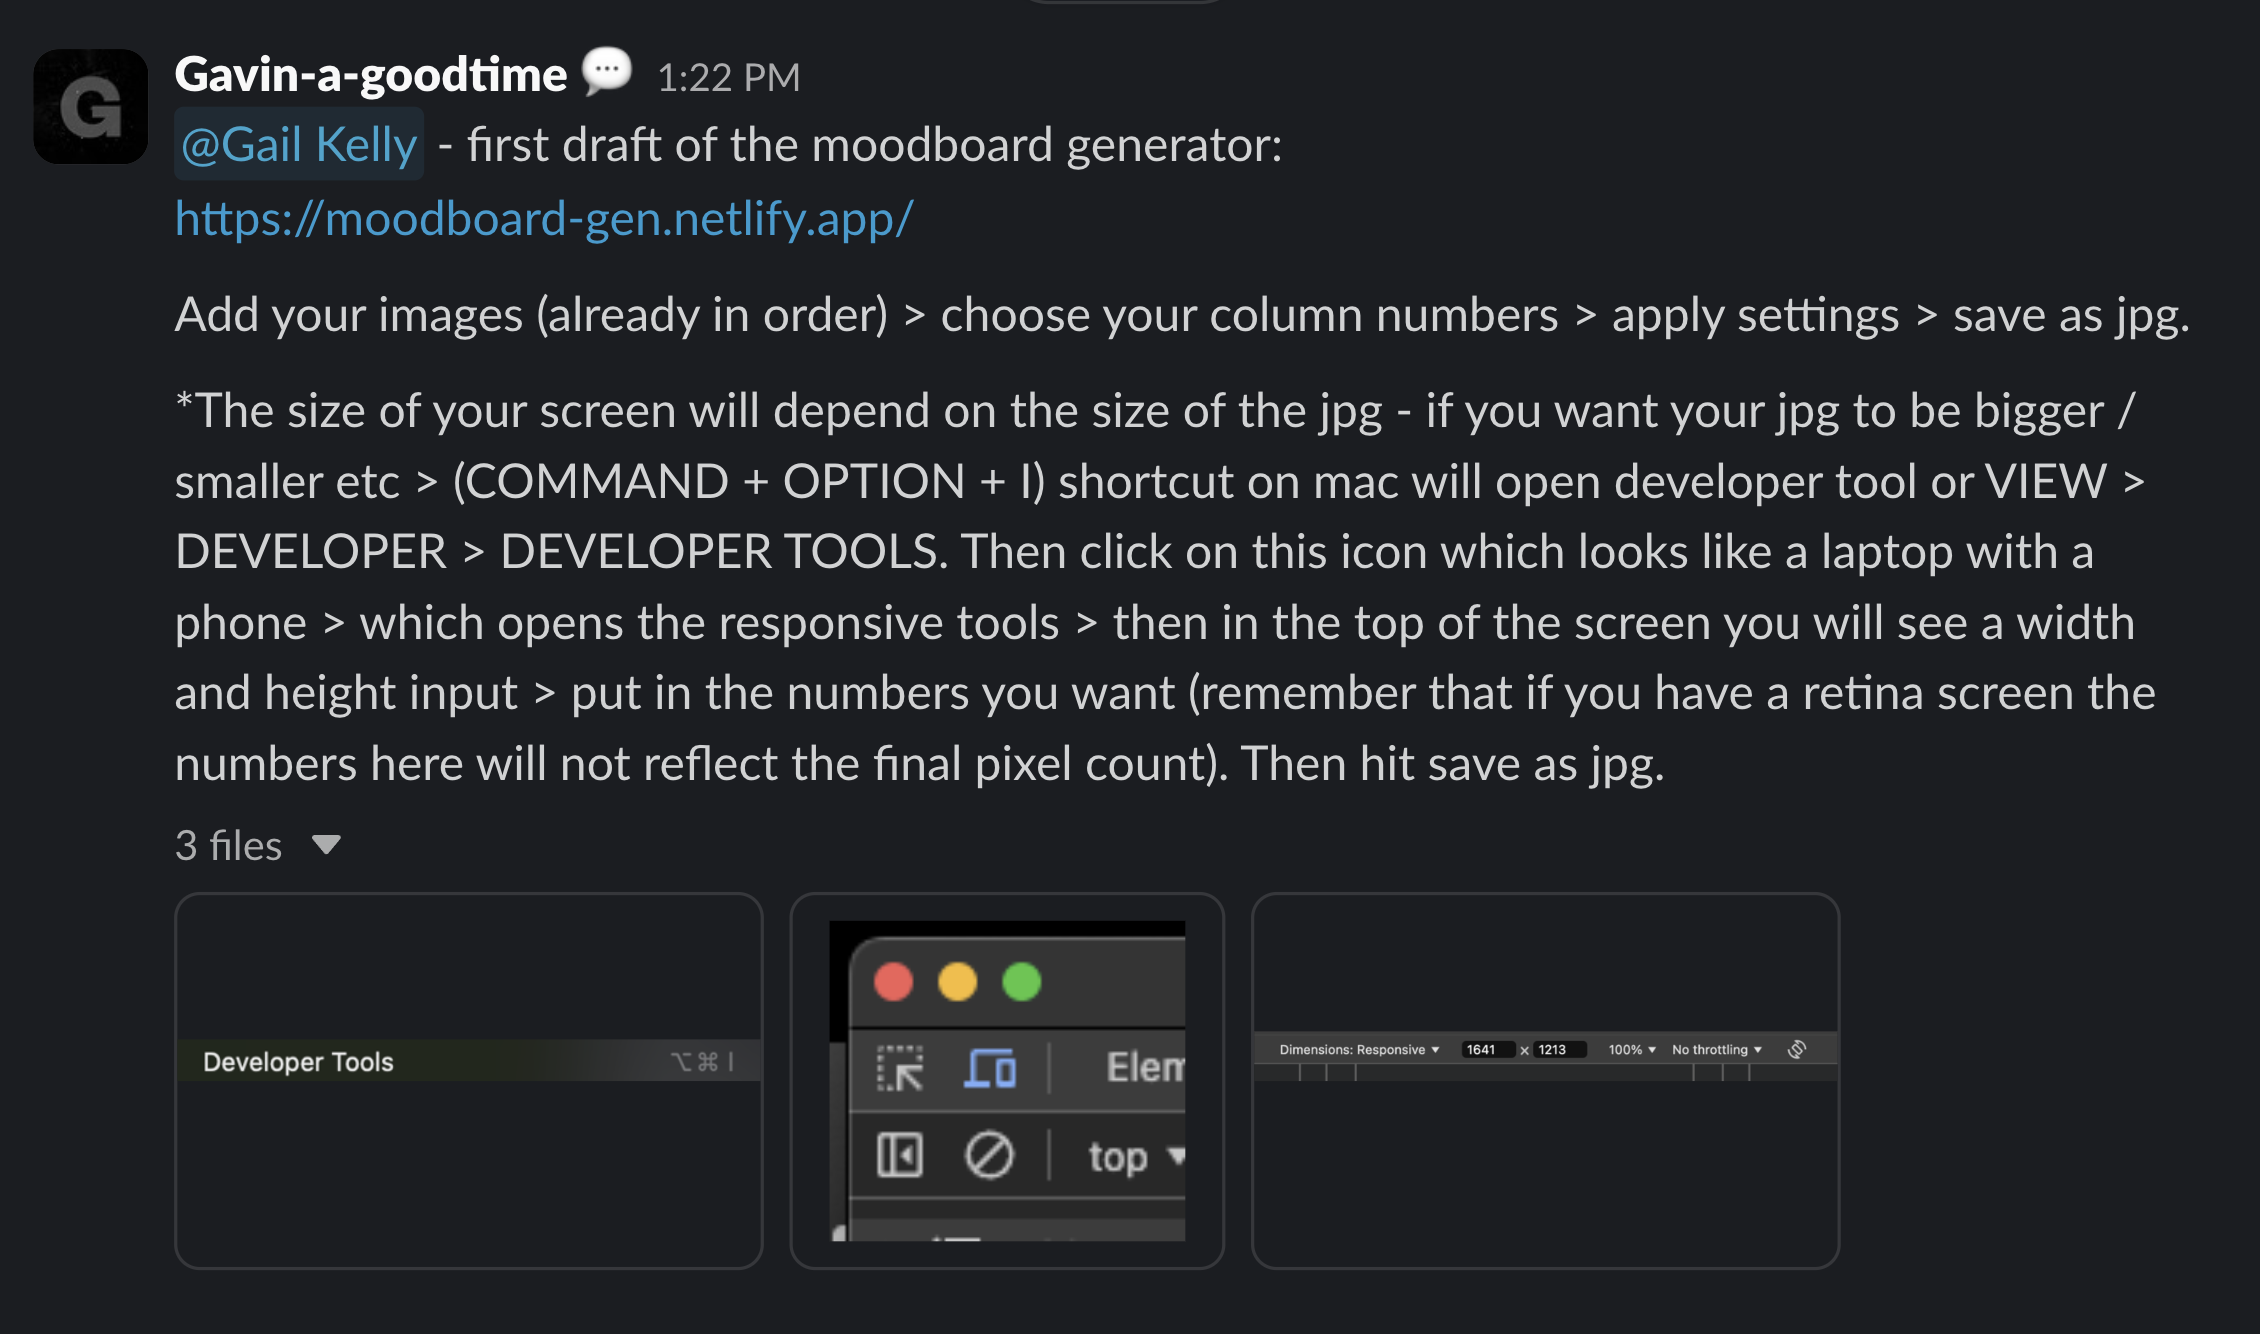 G
Gavin-a-goodtime 💬 1:22 PM
@Gail Kelly - first draft of the moodboard generator:
https://moodboard-gen.netlify.app/
Add your images (already in order) > choose your column numbers > apply settings > save as jpg.
*The size of your screen will depend on the size of the jpg - if you want your jpg to be bigger /
smaller etc > (COMMAND + OPTION + I) shortcut on mac will open developer tool or VIEW >
DEVELOPER > DEVELOPER TOOLS. Then click on this icon which looks like a laptop with a
phone > which opens the responsive tools > then in the top of the screen you will see a width
and height input > put in the numbers you want (remember that if you have a retina screen the
numbers here will not reflect the final pixel count). Then hit save as jpg.
3 files
Developer Tools ⌥⌘I
Elem
top
Dimensions: Responsive 1641 x 1213 100% No throttling